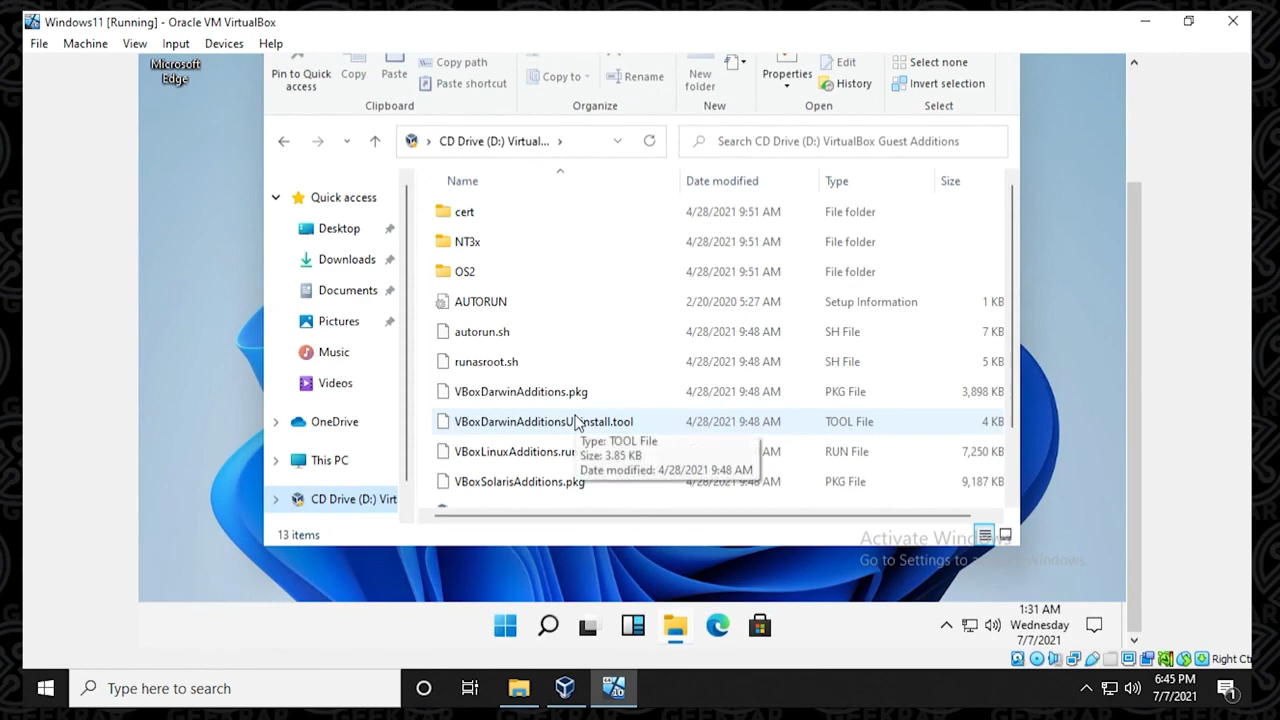 Windows11 [Running] - Oracle VM VirtualBox
File Machine View Input Devices Help
Microsoft
Edge
Pin to Quick
access
Copy
Paste
Copy path
Paste shortcut
Copy to
Rename
New
folder
Properties
Edit
History
Select none
Invert selection
Clipboard Organize New Open Select
CD Drive (D:) Virtual...
Search CD Drive (D:) VirtualBox Guest Additions
Name Date modified Type Size
Quick access
Desktop
Downloads
Documents
Pictures
Music
Videos
OneDrive
This PC
CD Drive (D:) Virt
cert 4/28/2021 9:51 AM File folder
NT3x 4/28/2021 9:51 AM File folder
OS2 4/28/2021 9:51 AM File folder
AUTORUN 2/20/2020 5:27 AM Setup Information 1 KB
autorun.sh 4/28/2021 9:48 AM SH File 7 KB
runasroot.sh 4/28/2021 9:48 AM SH File 5 KB
VBoxDarwinAdditions.pkg 4/28/2021 9:48 AM PKG File 3,898 KB
VBoxDarwinAdditionsUninstall.tool 4/28/2021 9:48 AM TOOL File 4 KB
VBoxLinuxAdditions.run AM RUN File 7,250 KB
VBoxSolarisAdditions.pkg 4/28/2021 9:48 AM PKG File 9,187 KB
Type: TOOL File
Size: 3.85 KB
Date modified: 4/28/2021 9:48 AM
13 items
Activate Windows
Go to Settings to activate Windows.
1:31 AM
Wednesday
7/7/2021
Right Ct
Type here to search
6:45 PM
7/7/2021
1